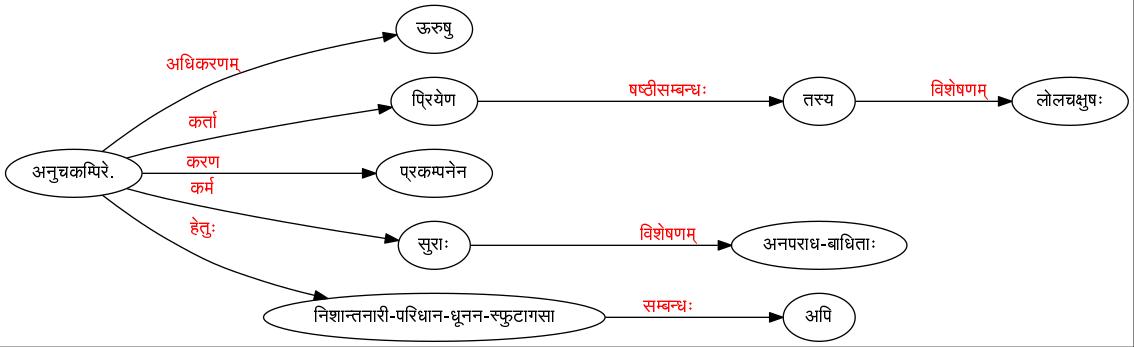 ऊरुषु
अधिकरणम्
प्रियेण
षष्ठीसम्बन्धः
तस्य
विशेषणम्
लोलचक्षुषः
कर्ता
अनुचकम्पिरे.
करण
प्रकम्पनेन
कर्म
सुराः
विशेषणम्
अनपराध-बाधिताः
हेतुः
निशान्तनारी-परिधान-धूनन-स्फुटागसा
सम्बन्धः
अपि